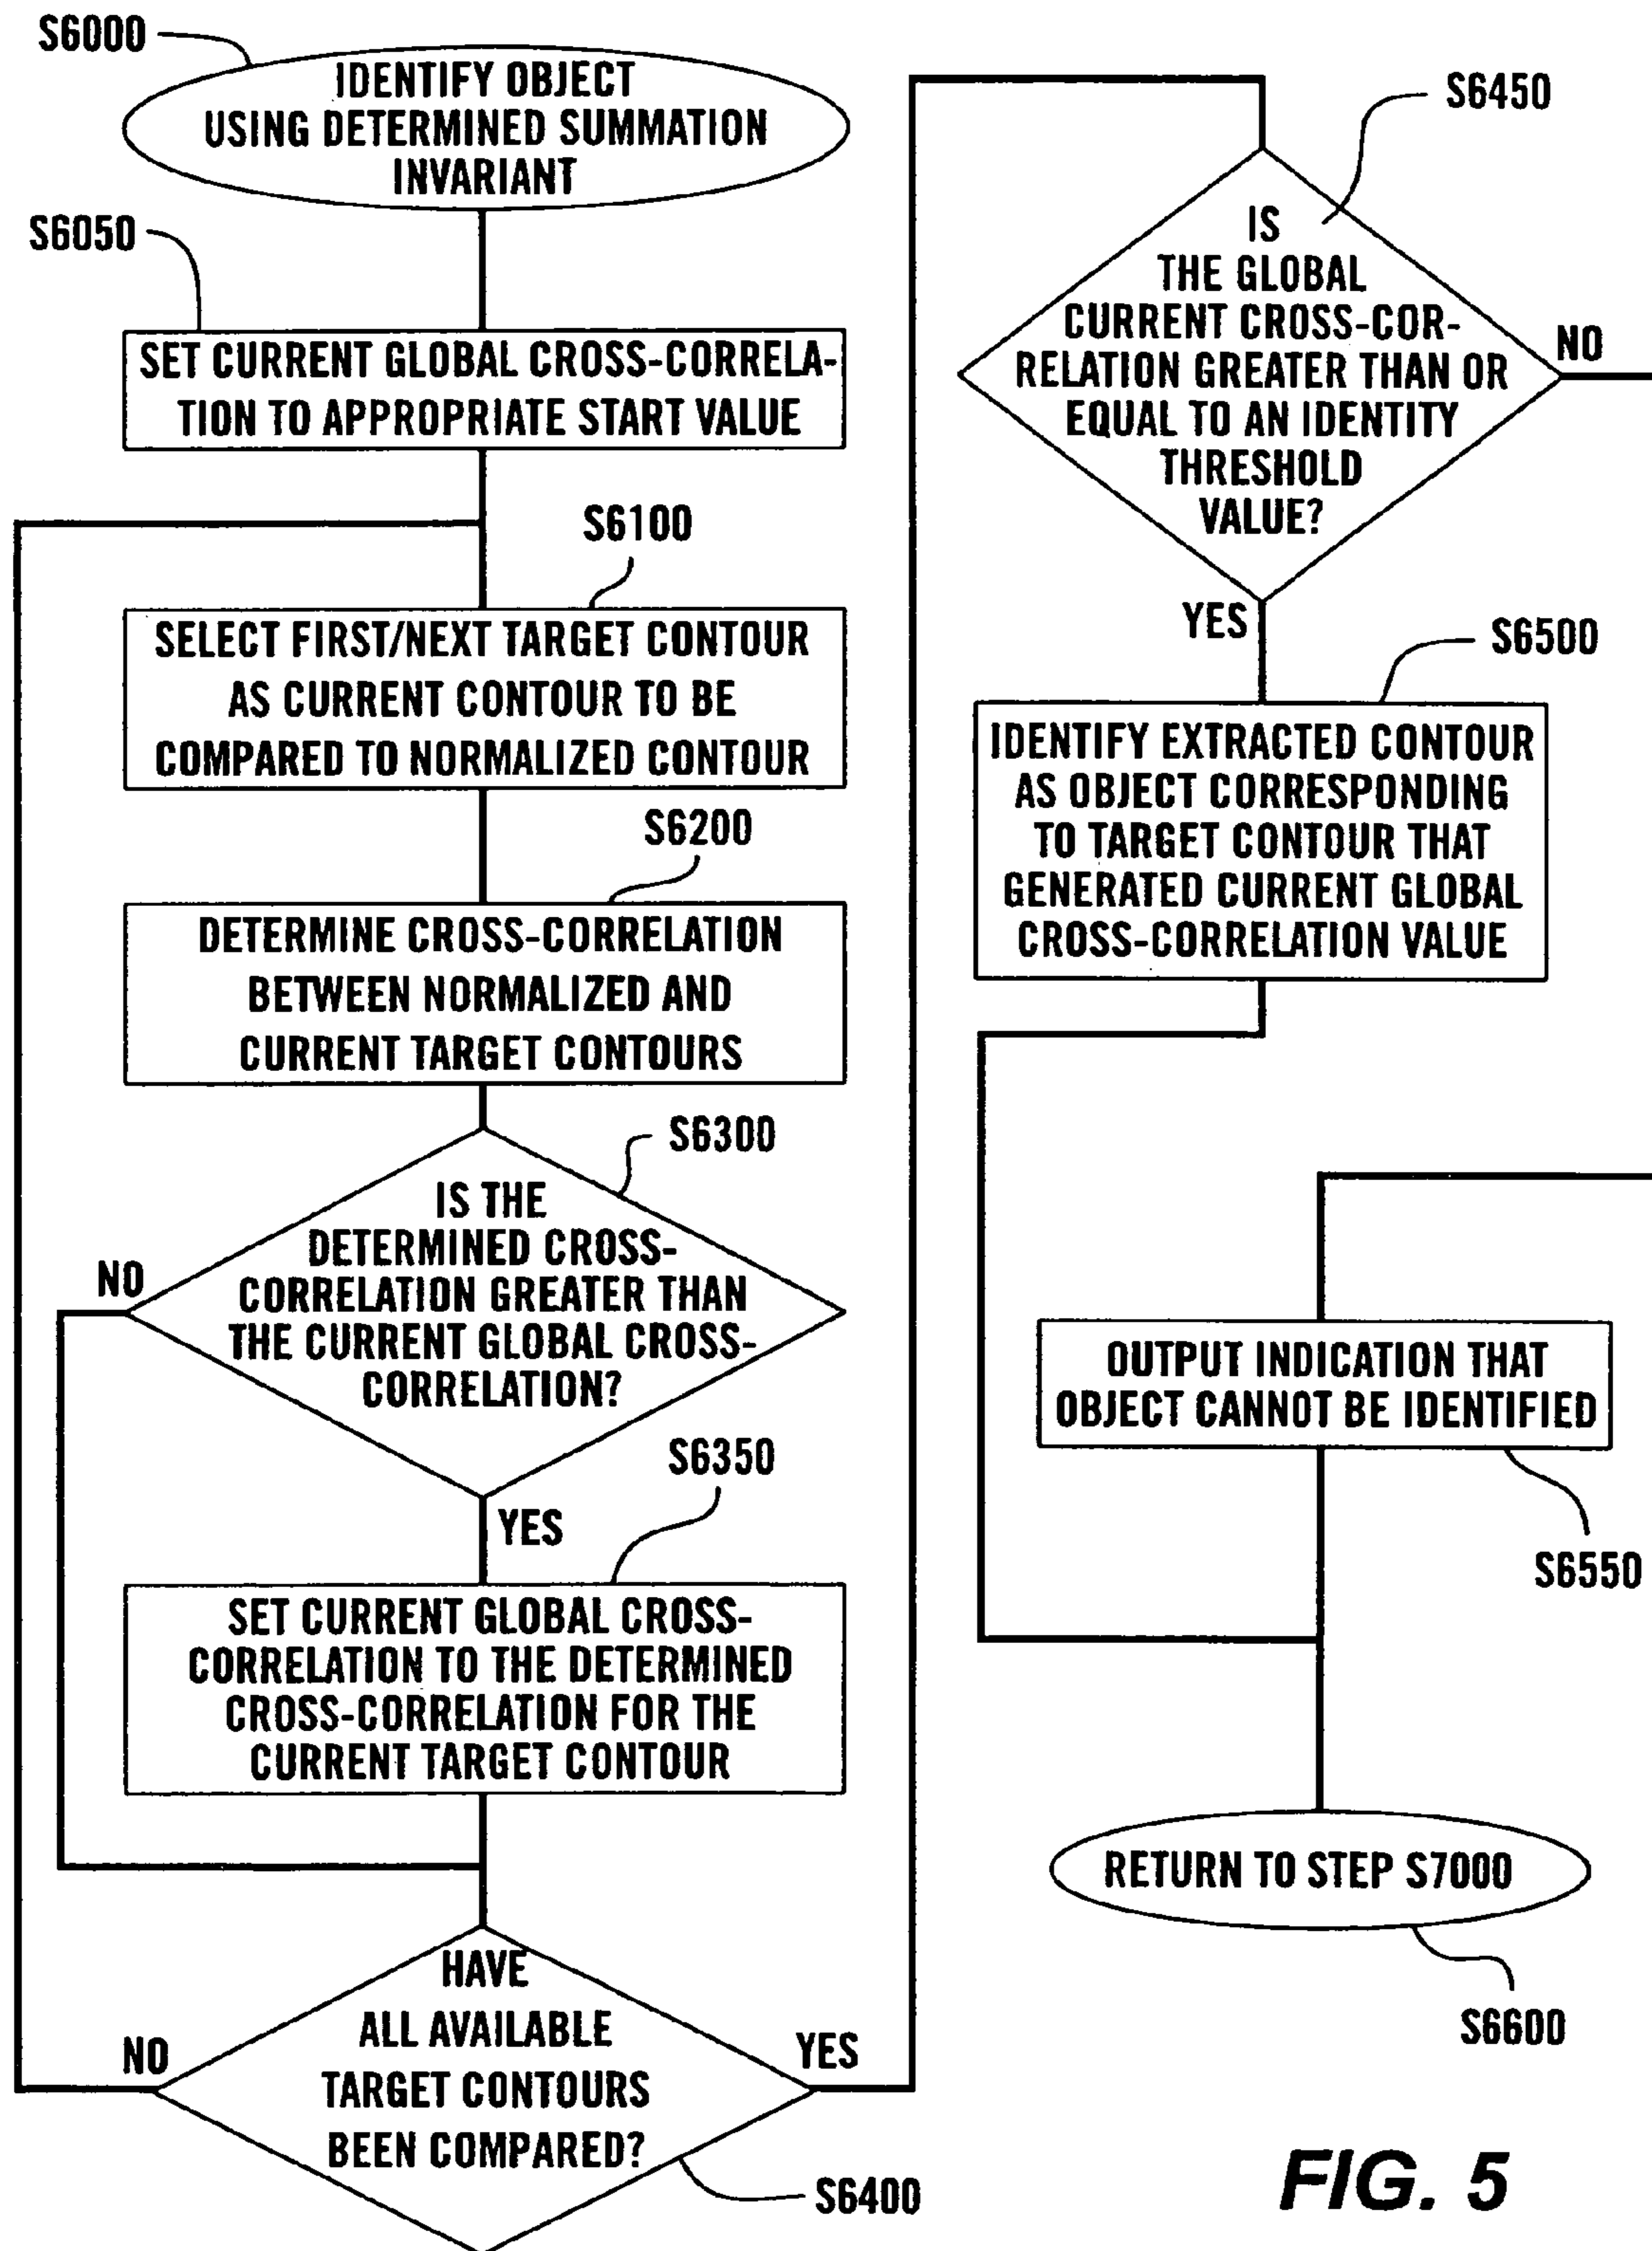 S6000
IDENTIFY OBJECT
USING DETERMINED SUMMATION
INVARIANT
S6050
SET CURRENT GLOBAL CROSS-CORRELA-
TION TO APPROPRIATE START VALUE
S6100
SELECT FIRST/NEXT TARGET CONTOUR
AS CURRENT CONTOUR TO BE
COMPARED TO NORMALIZED CONTOUR
S6200
DETERMINE CROSS-CORRELATION
BETWEEN NORMALIZED AND
CURRENT TARGET CONTOURS
S6300
IS THE
DETERMINED CROSS-
CORRELATION GREATER THAN
THE CURRENT GLOBAL CROSS-
CORRELATION?
NO
YES
S6350
SET CURRENT GLOBAL CROSS-
CORRELATION TO THE DETERMINED
CROSS-CORRELATION FOR THE
CURRENT TARGET CONTOUR
HAVE
ALL AVAILABLE
TARGET CONTOURS
BEEN COMPARED?
NO
YES
S6400
S6450
IS
THE GLOBAL
CURRENT CROSS-COR-
RELATION GREATER THAN OR
EQUAL TO AN IDENTITY
THRESHOLD
VALUE?
NO
YES
S6500
IDENTIFY EXTRACTED CONTOUR
AS OBJECT CORRESPONDING
TO TARGET CONTOUR THAT
GENERATED CURRENT GLOBAL
CROSS-CORRELATION VALUE
OUTPUT INDICATION THAT
OBJECT CANNOT BE IDENTIFIED
S6550
RETURN TO STEP S7000
S6600
FIG. 5